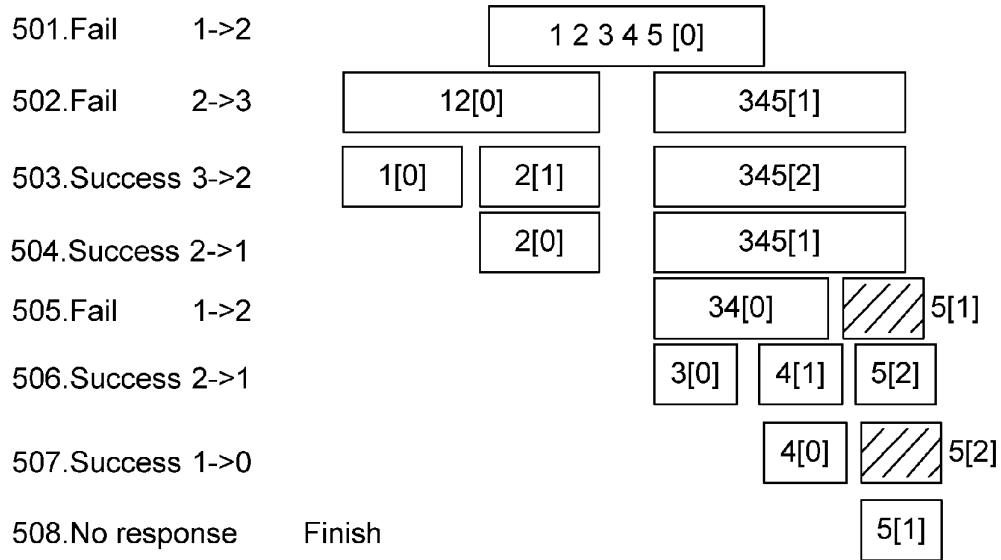 501.Fail 1->2 1 2 3 4 5 [0]
502.Fail 2->3 12[0] 345[1]
503.Success 3->2 1[0] 2[1] 345[2]
504.Success 2->1 2[0] 345[1]
505.Fail 1->2 34[0] 5[1]
506.Success 2->1 3[0] 4[1] 5[2]
507.Success 1->0 4[0] 5[2]
508.No response Finish 5[1]